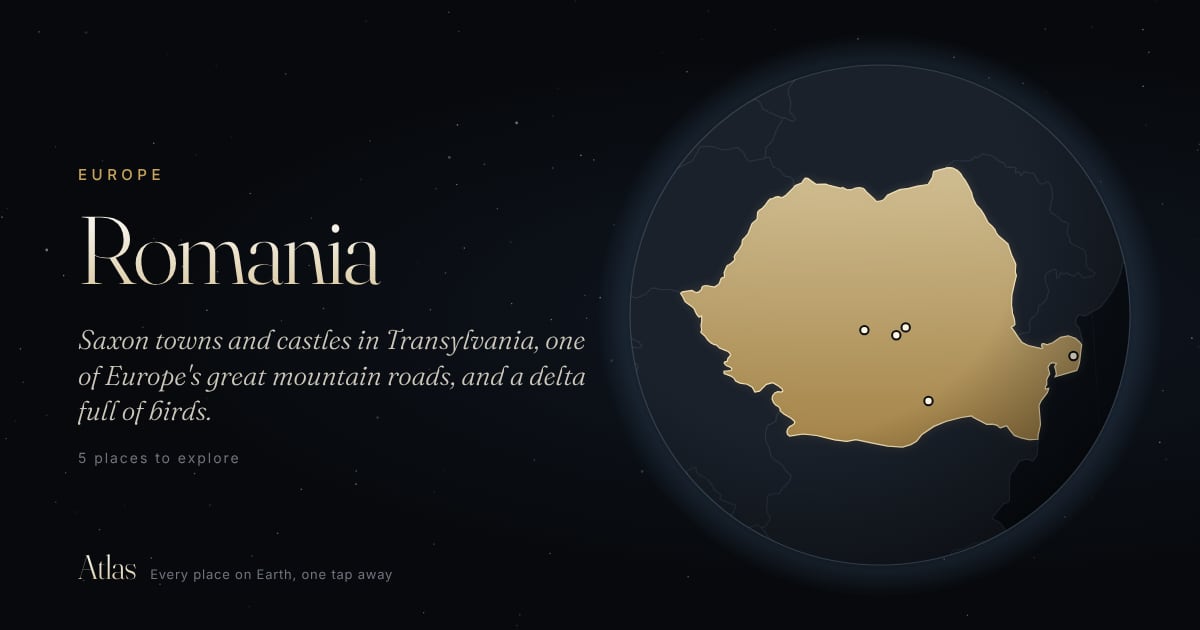 EUROPE
Romania
Saxon towns and castles in Transylvania, one
of Europe's great mountain roads, and a delta
full of birds.
5 places to explore
Atlas Every place on Earth, one tap away